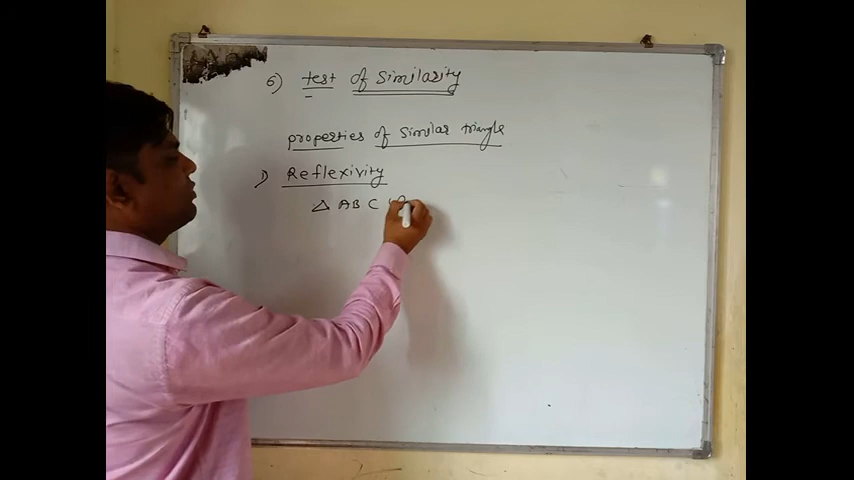 6) test of Similarity
properties of Similar triangle
1) Reflexivity
△ ABC